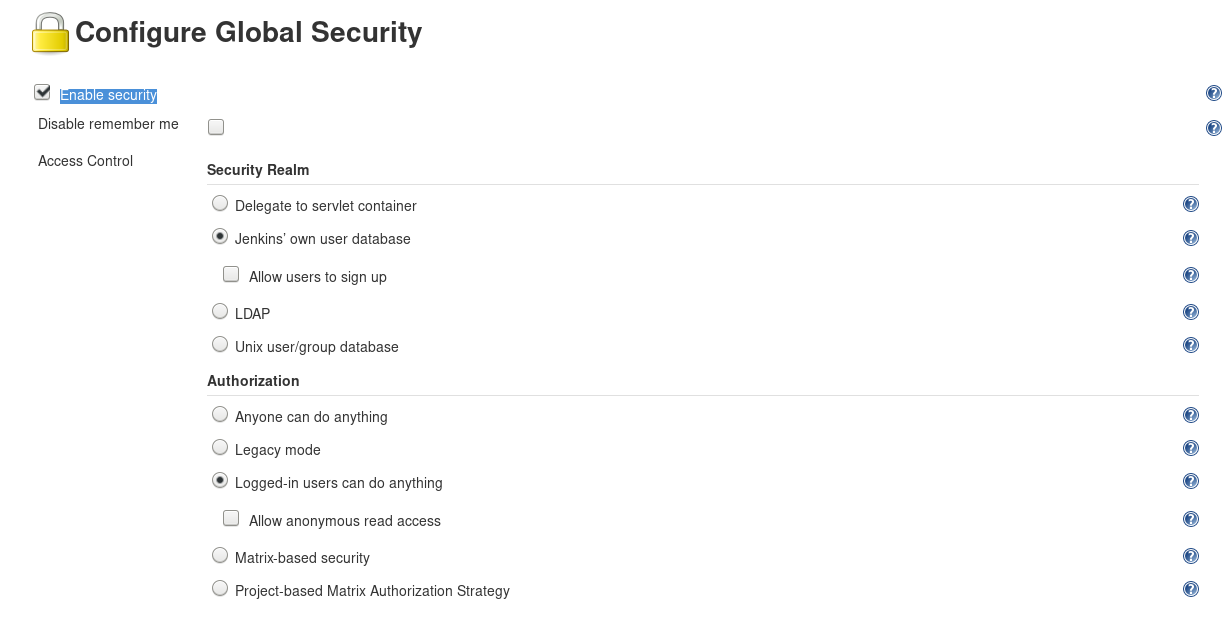 Configure Global Security
Enable security
Disable remember me
Access Control
Security Realm
Delegate to servlet container
Jenkins’ own user database
Allow users to sign up
LDAP
Unix user/group database
Authorization
Anyone can do anything
Legacy mode
Logged-in users can do anything
Allow anonymous read access
Matrix-based security
Project-based Matrix Authorization Strategy